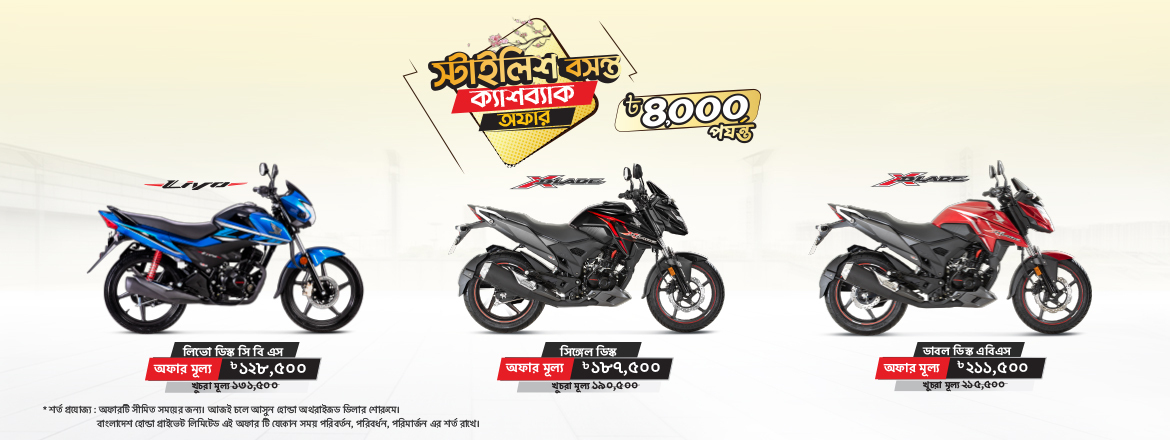 স্টাইলিশ বসন্ত
ক্যাশব্যাক
অফার
৳৪,000
পর্যন্ত
Livo
XBLADE
XBLADE
লিভো ডিস্ক সি বি এস
অফার মূল্য ৳১২৮,৫০০
খুচরা মূল্য ১৩১,৫০০
সিঙ্গেল ডিস্ক
অফার মূল্য ৳১৮৭,৫০০
খুচরা মূল্য ১৯০,৫০০
ডাবল ডিস্ক এবিএস
অফার মূল্য ৳২১১,৫০০
খুচরা মূল্য ২১৫,৫০০
* শর্ত প্রযোজ্য : অফারটি সীমিত সময়ের জন্য। আজই চলে আসুন হোন্ডা অথরাইজড ডিলার শোরুমে।
বাংলাদেশ হোন্ডা প্রাইভেট লিমিটেড এই অফার টি যেকোন সময় পরিবর্তন, পরিবর্ধন, পরিমার্জন এর শর্ত রাখে।